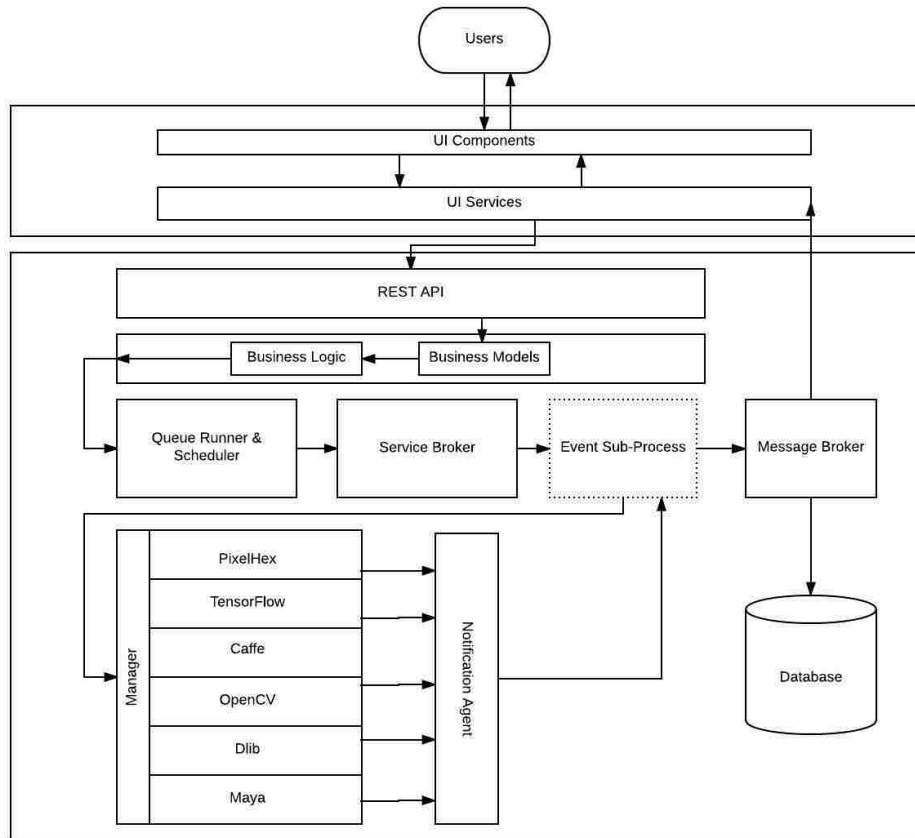 Users
UI Components
UI Services
REST API
Business Logic
Business Models
Queue Runner &
Scheduler
Service Broker
Event Sub-Process
Message Broker
Manager
PixelHex
TensorFlow
Caffe
OpenCV
Dlib
Maya
Notification Agent
Database